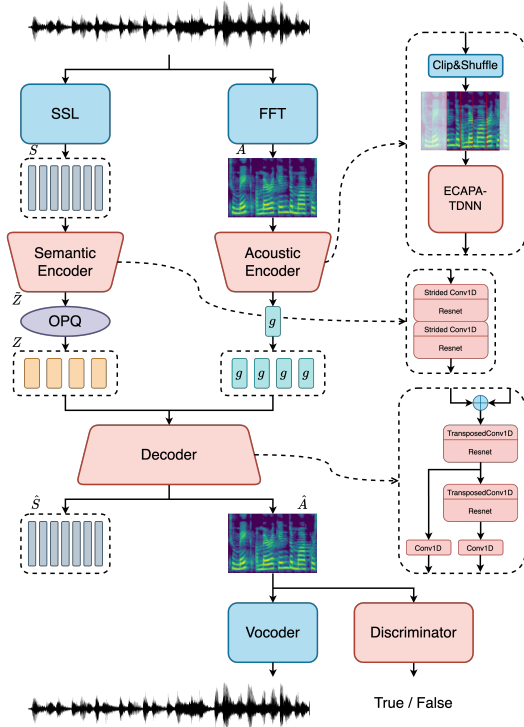 SSL
FFT
Clip&Shuffle
S
A
ECAPA-
TDNN
Semantic
Encoder
Acoustic
Encoder
Z̃
OPQ
g
Strided Conv1D
Resnet
Strided Conv1D
Resnet
Z
g g g g
Decoder
TransposedConv1D
Resnet
TransposedConv1D
Resnet
Conv1D
Conv1D
Ŝ
Â
Vocoder
Discriminator
True / False